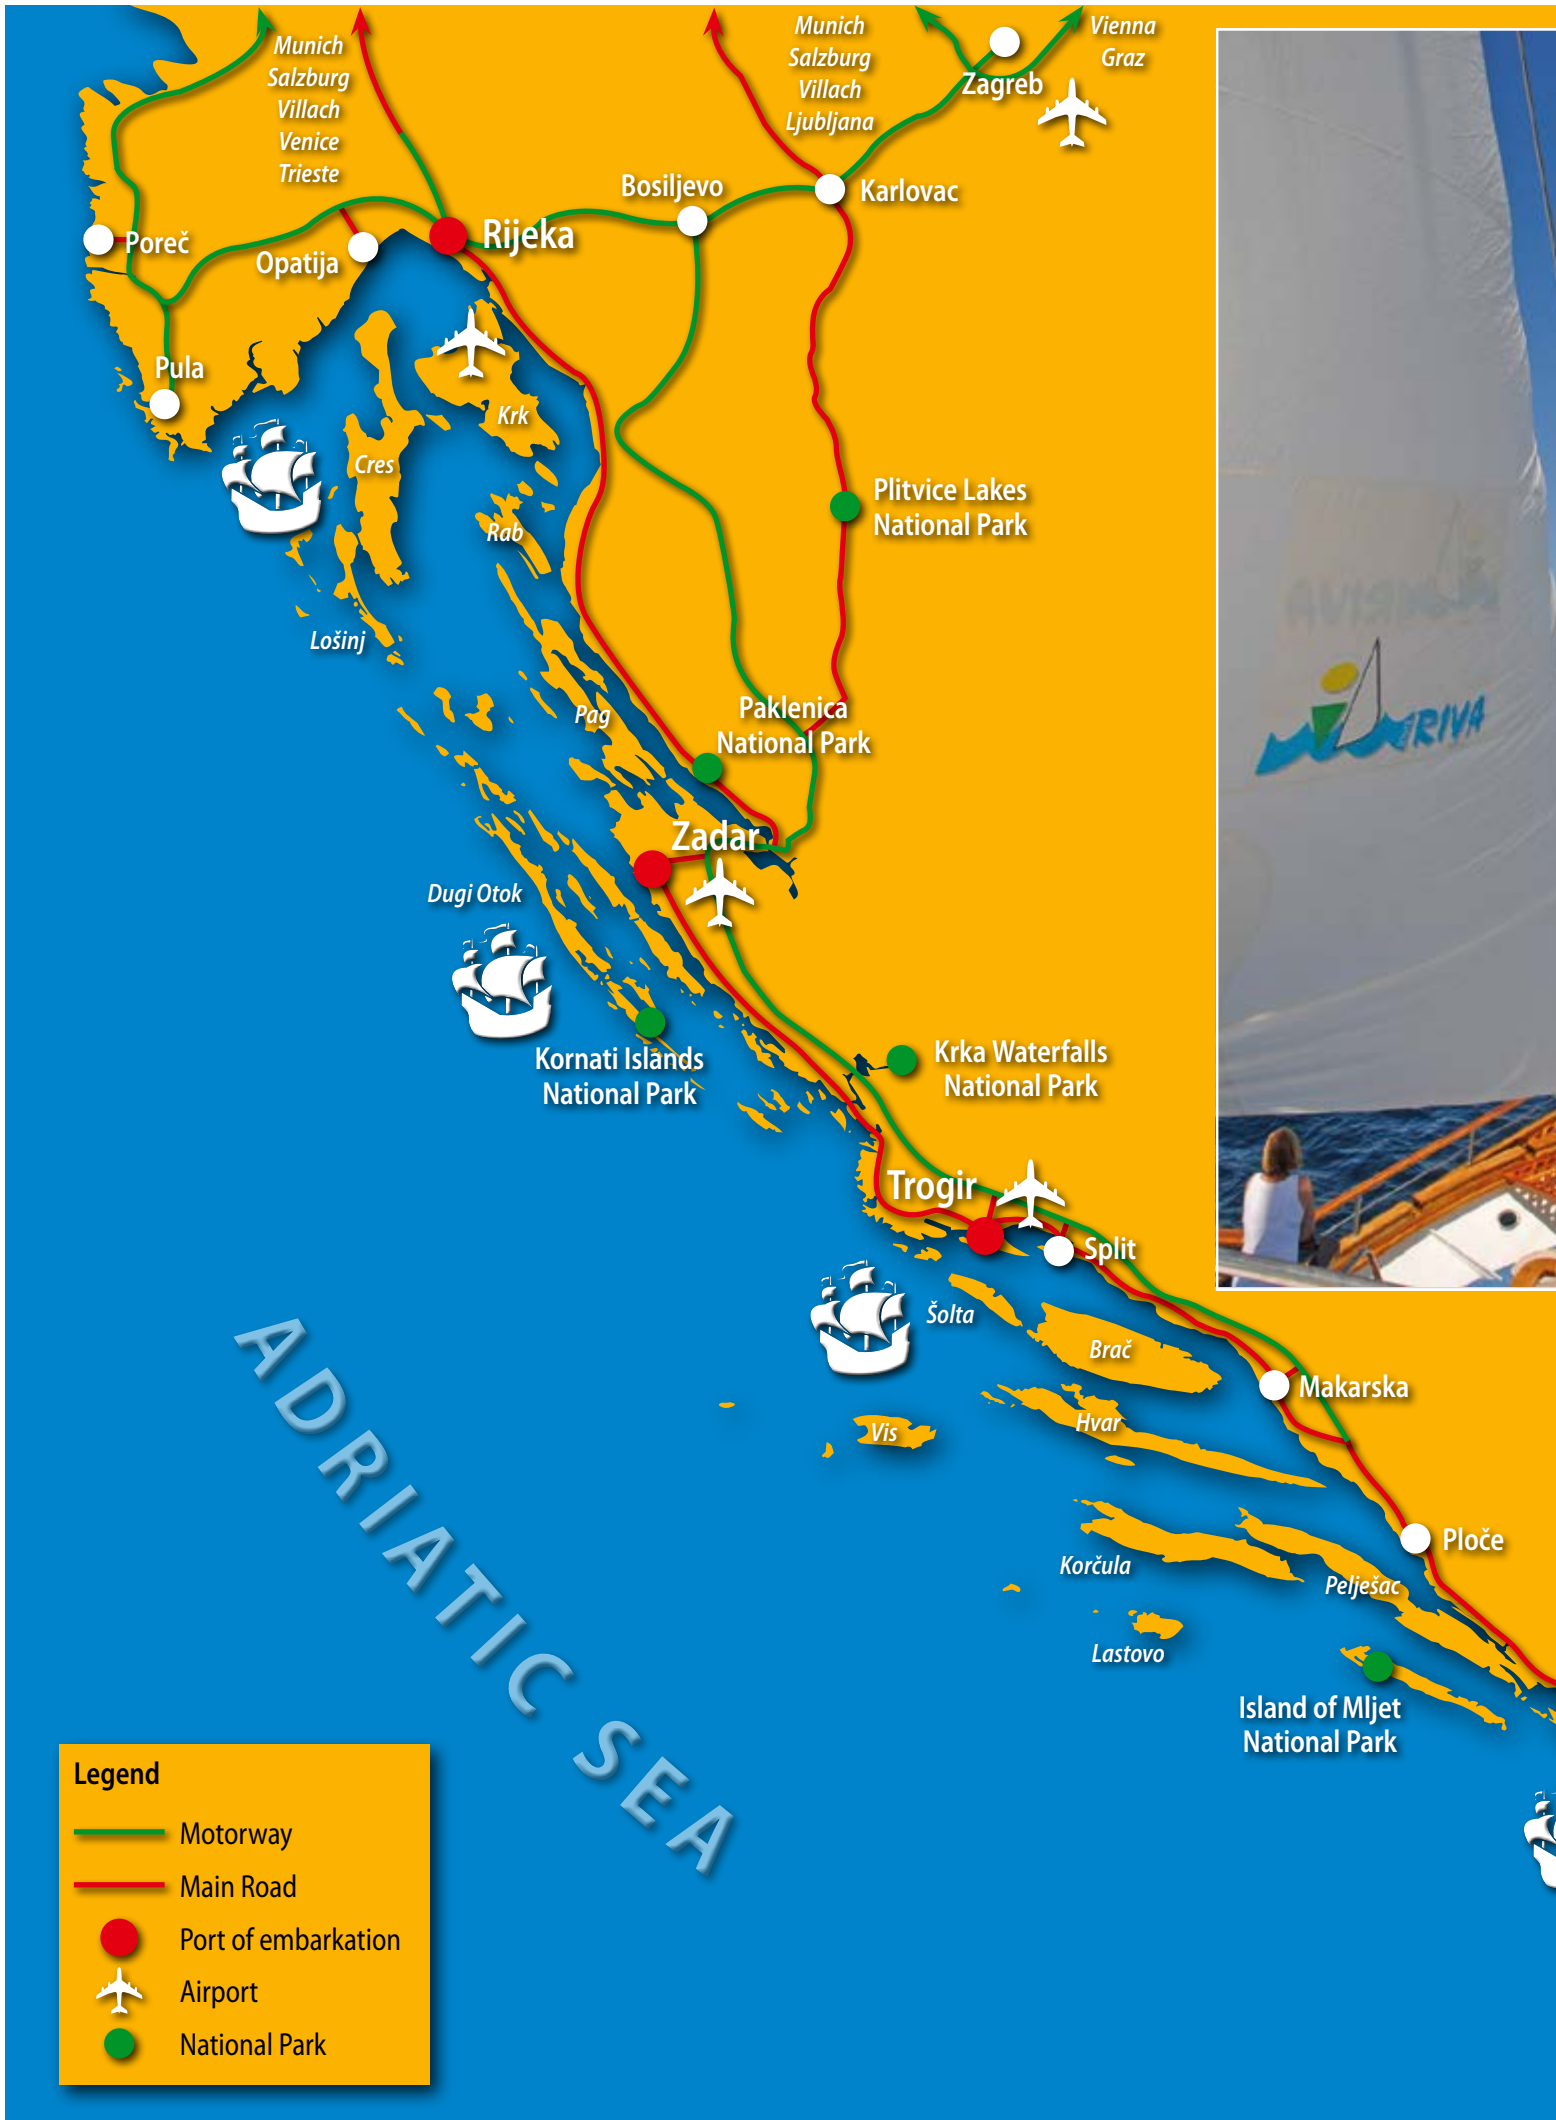 Munich
Salzburg
Villach
Venice
Trieste
Munich
Salzburg
Villach
Ljubljana
Vienna
Graz
Zagreb
Bosiljevo
Karlovac
Poreč
Opatija
Rijeka
Pula
Krk
Cres
Rab
Plitvice Lakes
National Park
Lošinj
Pag
Paklenica
National Park
RIVA
Zadar
Dugi Otok
Kornati Islands
National Park
Krka Waterfalls
National Park
Trogir
Split
Šolta
Brač
Makarska
Hvar
Vis
Ploče
Korčula
Pelješac
Lastovo
Island of Mljet
National Park
ADRIATIC SEA
Legend
Motorway
Main Road
Port of embarkation
Airport
National Park